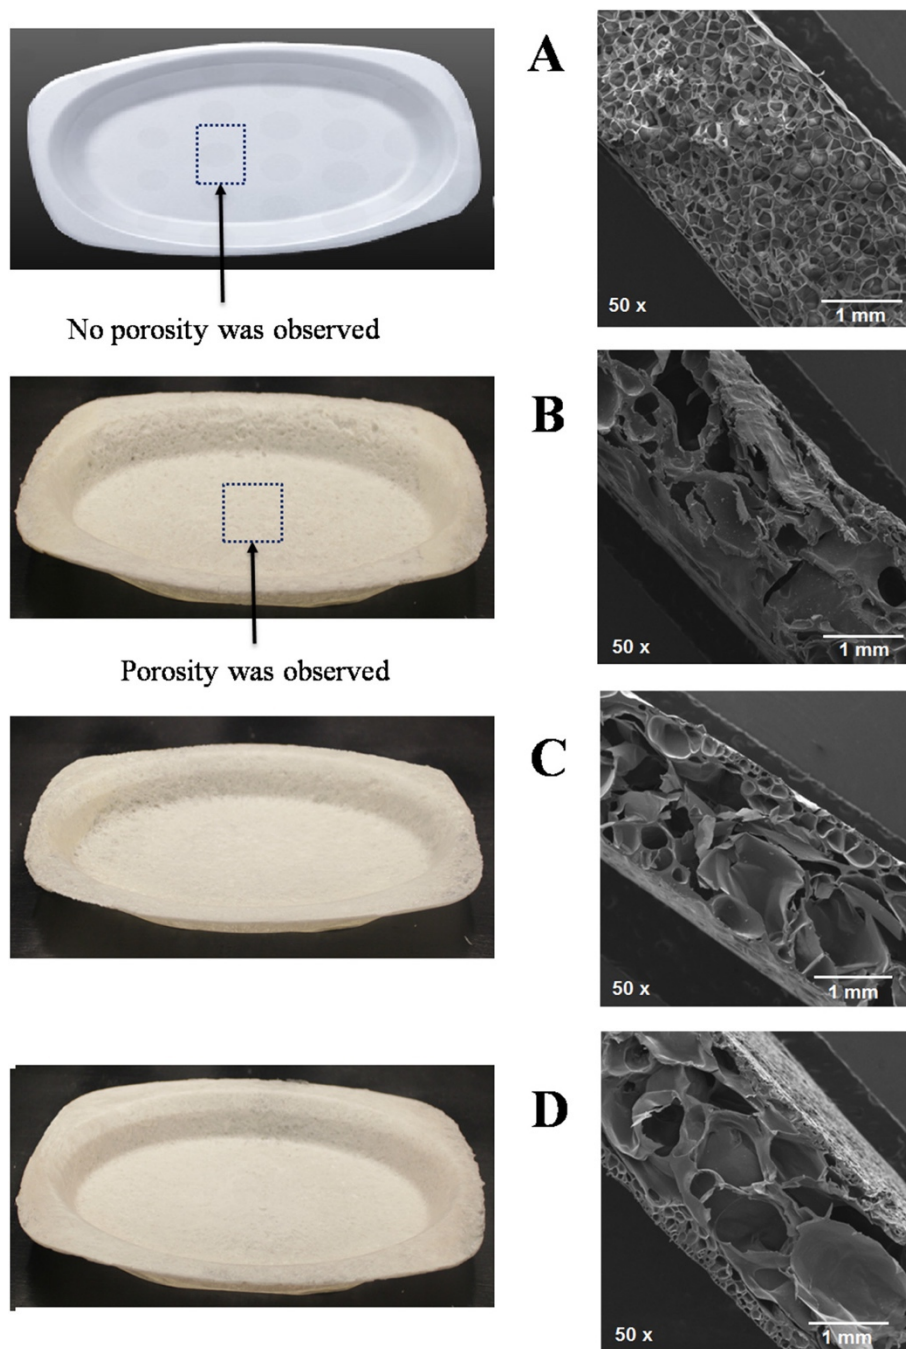 A
50 x
1 mm
No porosity was observed
B
50 x
1 mm
Porosity was observed
C
50 x
1 mm
D
50 x
1 mm